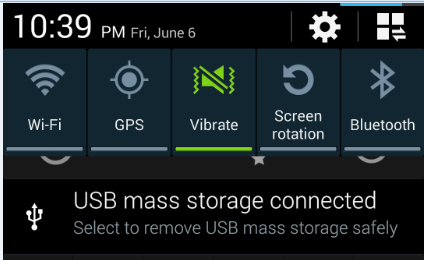 10:39 PM Fri, June 6
Wi-Fi
GPS
Vibrate
Screen
rotation
Bluetooth
USB mass storage connected
Select to remove USB mass storage safely